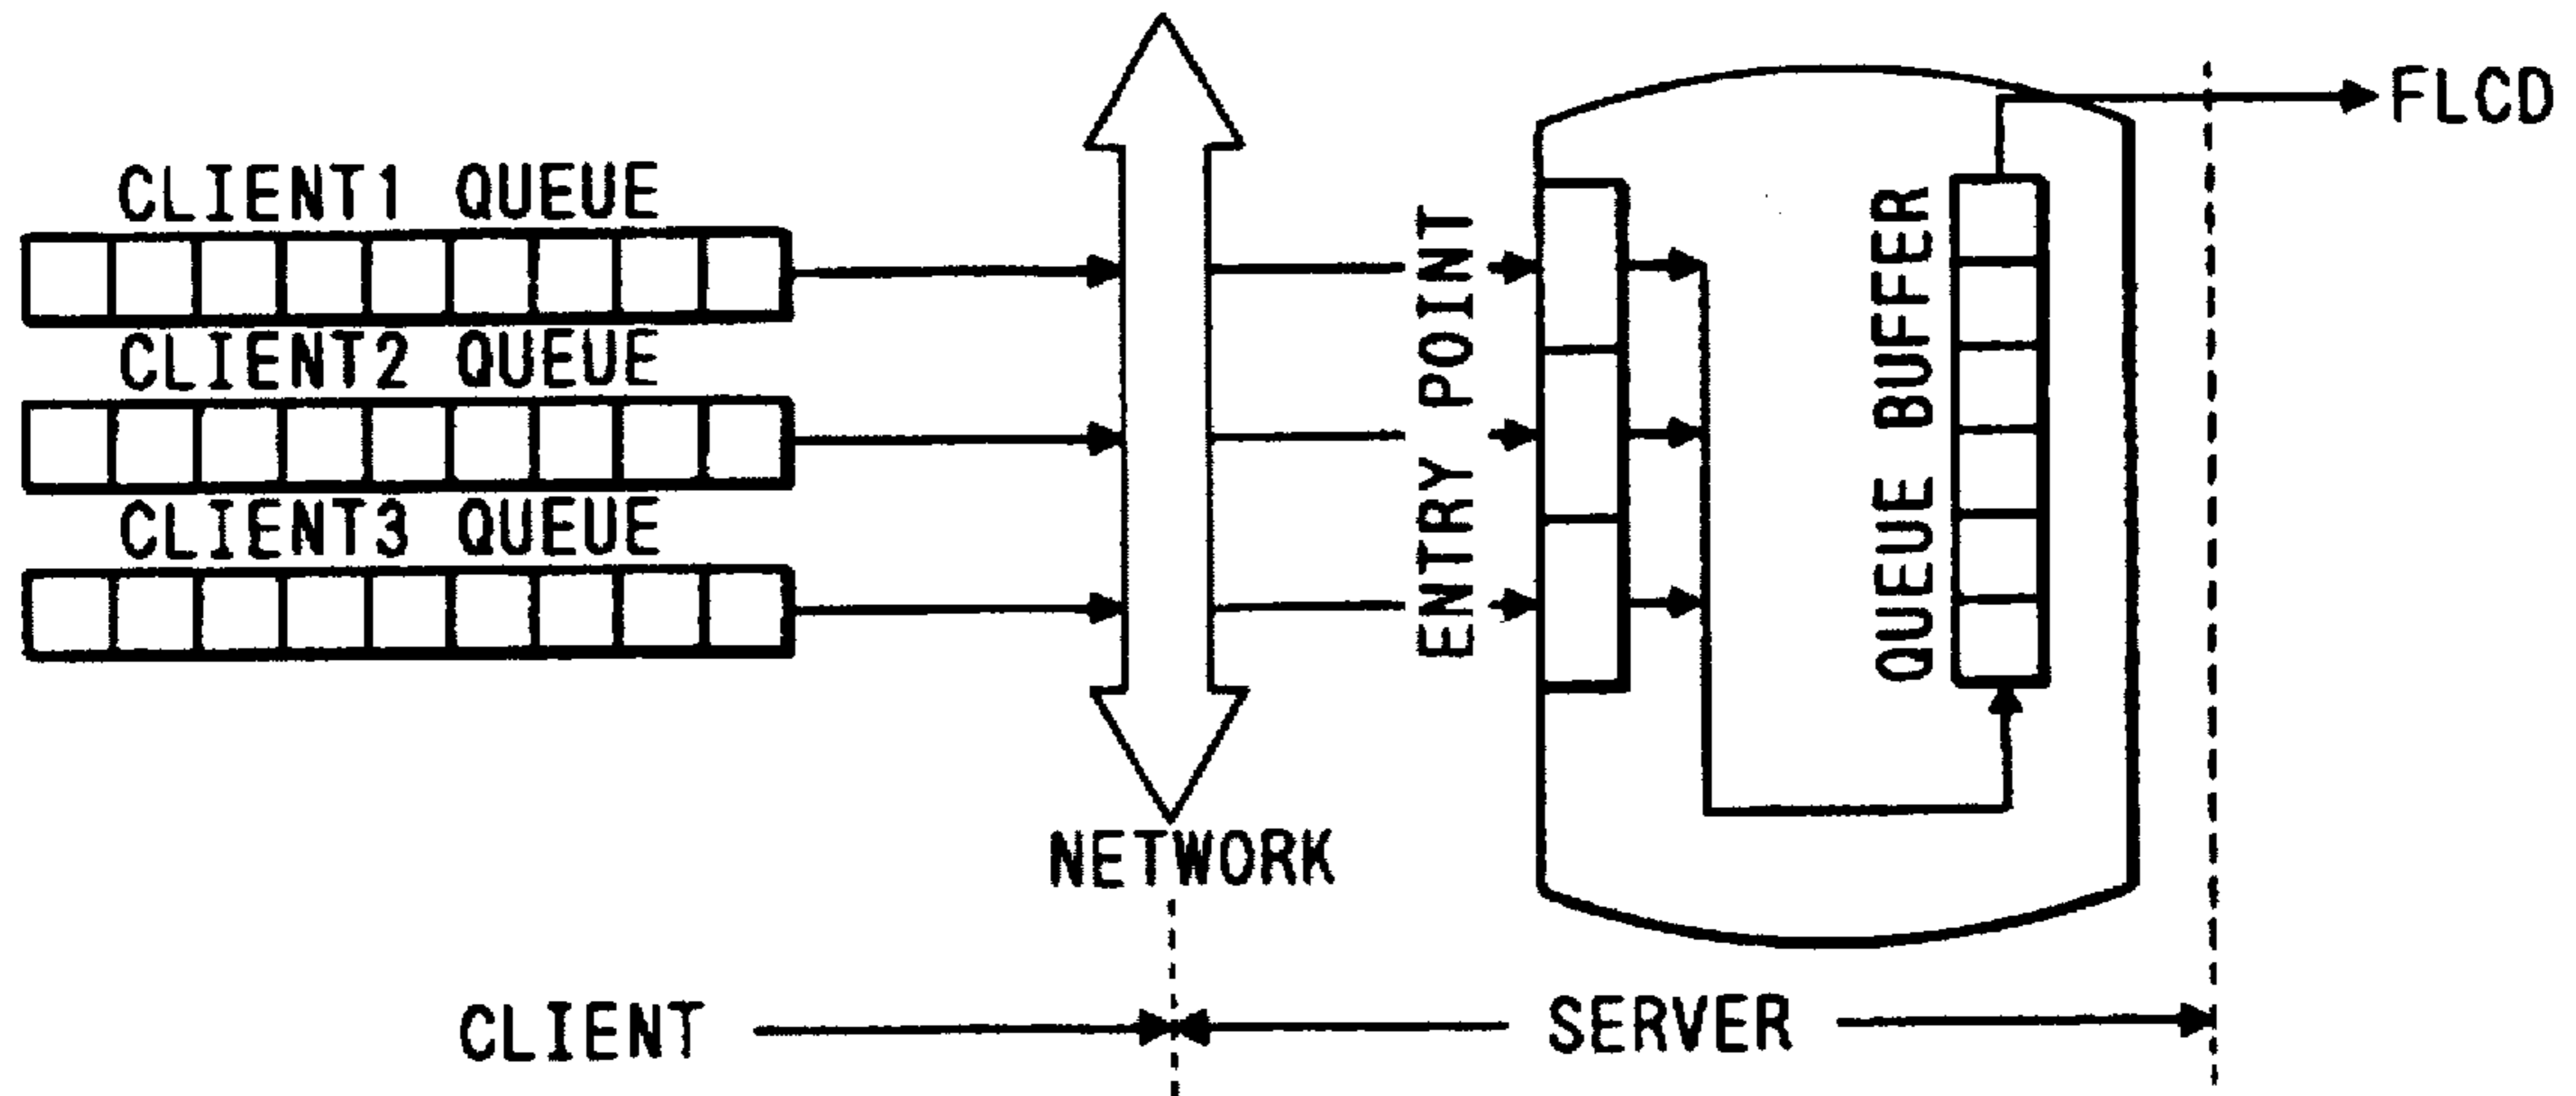 CLIENT1 QUEUE
CLIENT2 QUEUE
CLIENT3 QUEUE
NETWORK
ENTRY POINT
QUEUE BUFFER
FLCD
CLIENT
SERVER